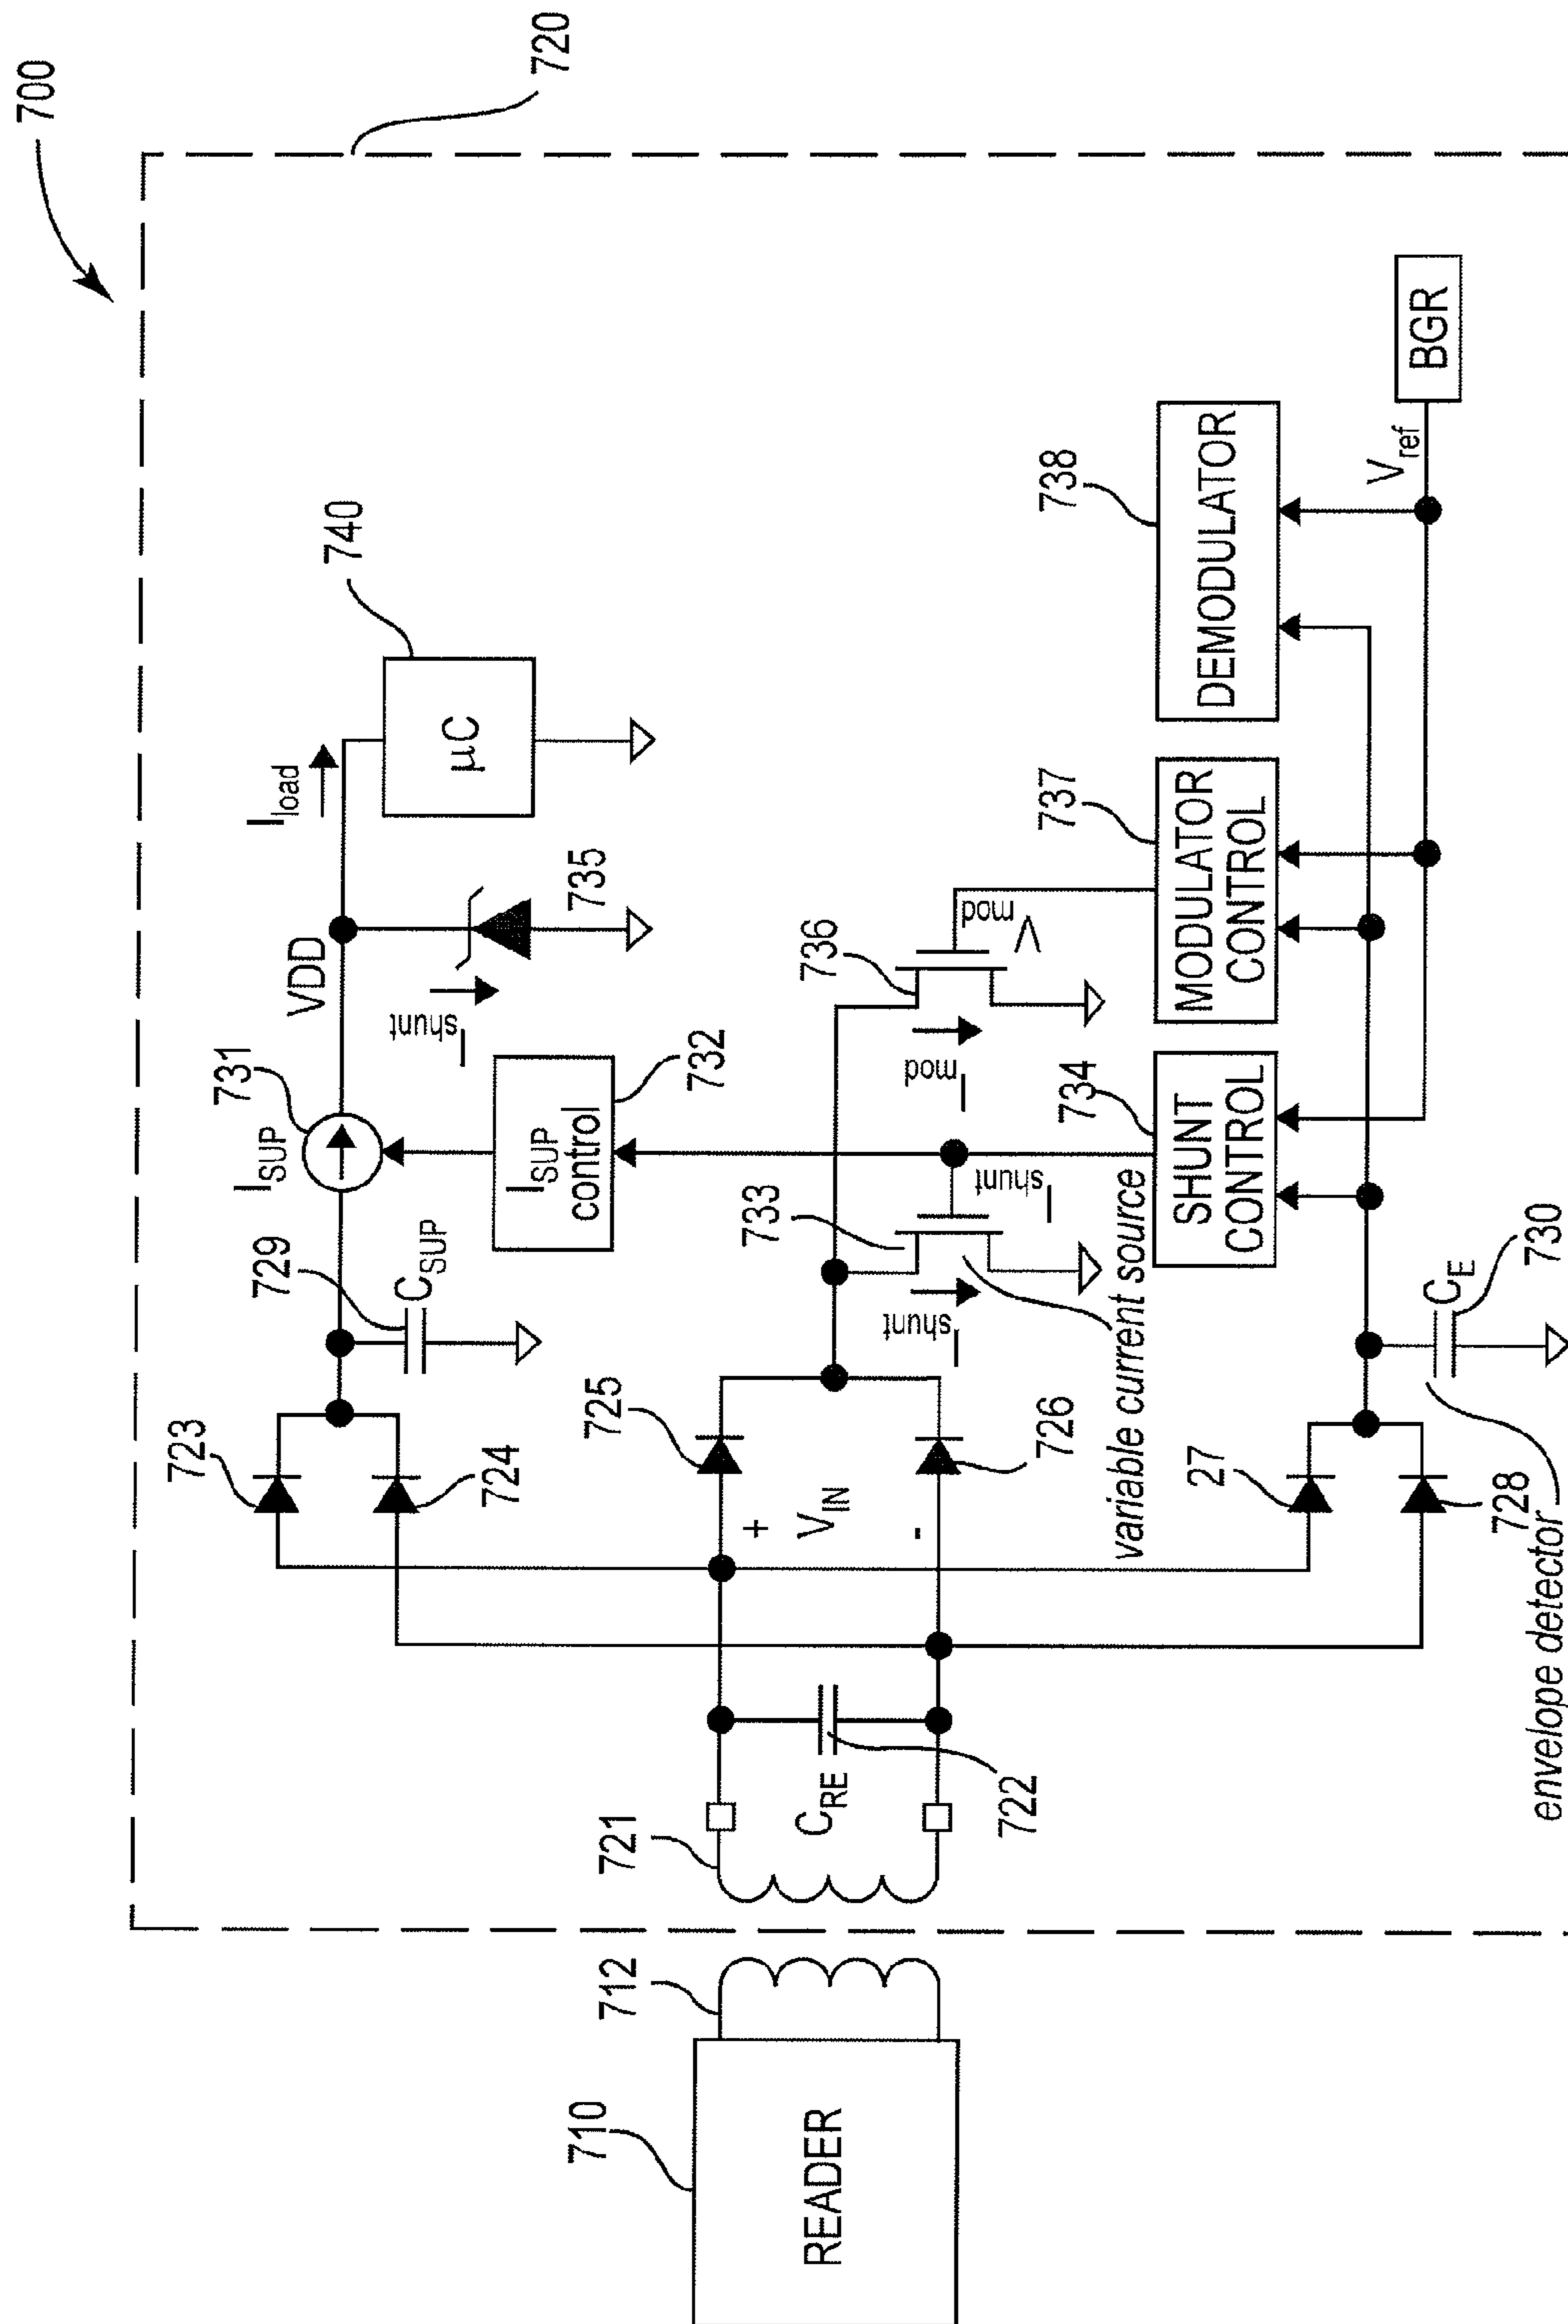 700
720
723
724
729
C_SUP
I_SUP
731
VDD
I_load
740
μC
I_shunt
735
I_SUP
control
732
725
726
V_IN
+
-
733
I_shunt
I_shunt
variable current source
736
I_mod
V_mod
734
SHUNT
CONTROL
737
MODULATOR
CONTROL
738
DEMODULATOR
V_ref
BGR
27
728
C_E
730
envelope detector
721
C_RE
722
712
710
READER